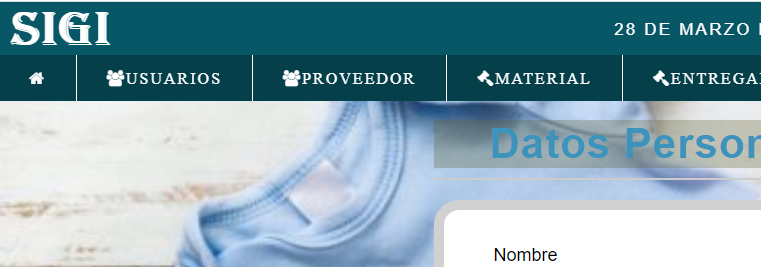 SIGI
28 DE MARZO
USUARIOS PROVEEDOR MATERIAL
Datos
Nombre